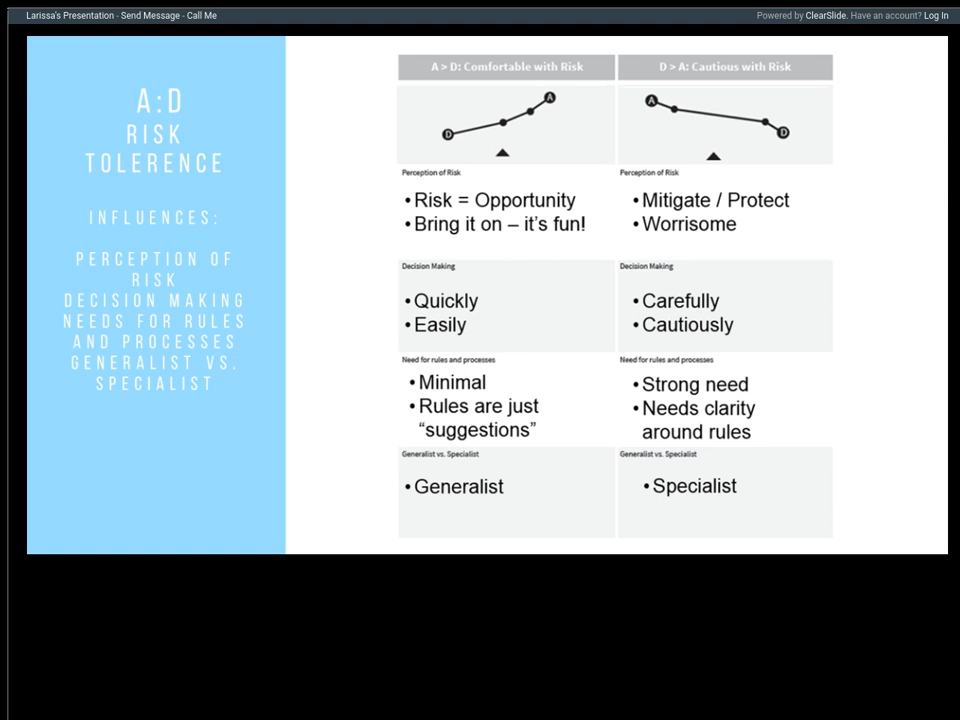 Larissa's Presentation - Send Message - Call Me
Powered by ClearSlide. Have an account? Log In
A:D
RISK
TOLERENCE
INFLUENCES:
PERCEPTION OF
RISK
DECISION MAKING
NEEDS FOR RULES
AND PROCESSES
GENERALIST VS.
SPECIALIST
A > D: Comfortable with Risk
D > A: Cautious with Risk
A
D
A
D
Perception of Risk
• Risk = Opportunity
• Bring it on – it's fun!
Perception of Risk
• Mitigate / Protect
• Worrisome
Decision Making
• Quickly
• Easily
Decision Making
• Carefully
• Cautiously
Need for rules and processes
• Minimal
• Rules are just
“suggestions”
Need for rules and processes
• Strong need
• Needs clarity
around rules
Generalist vs. Specialist
• Generalist
Generalist vs. Specialist
• Specialist